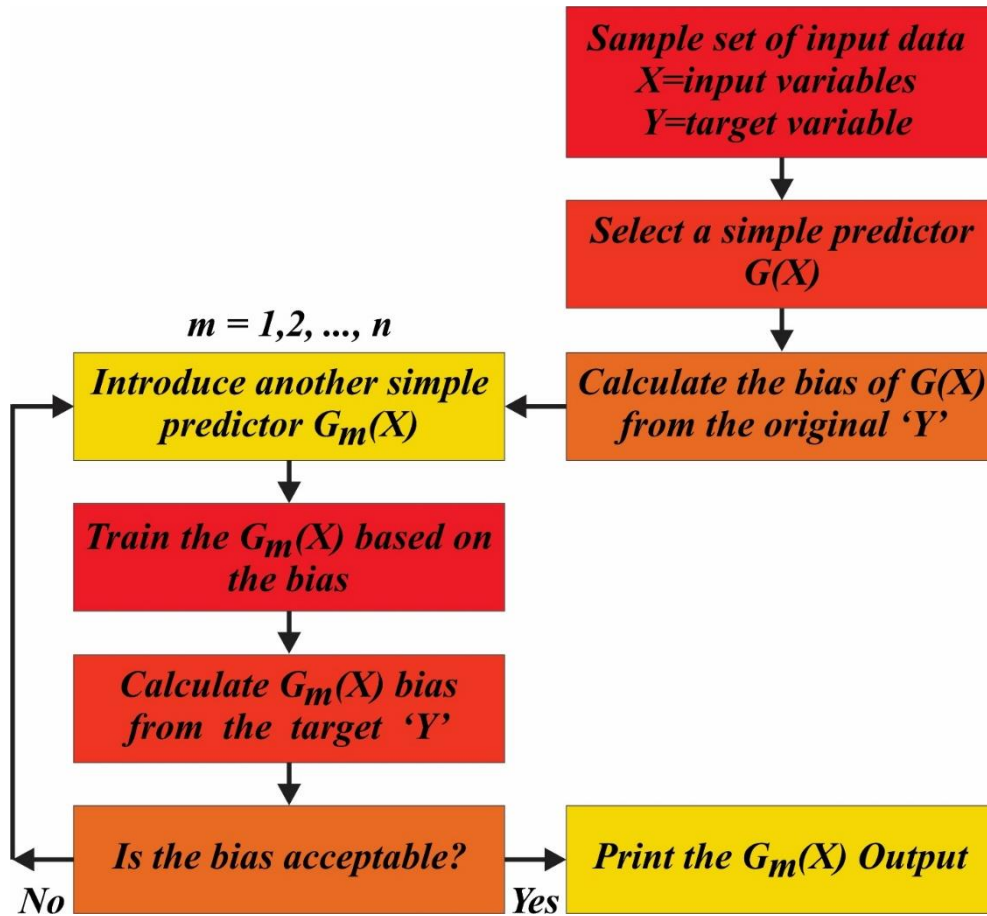 Sample set of input data
X=input variables
Y=target variable
Select a simple predictor
G(X)
Calculate the bias of G(X)
from the original ‘Y’
m = 1,2, ..., n
Introduce another simple
predictor Gm(X)
Train the Gm(X) based on
the bias
Calculate Gm(X) bias
from the target ‘Y’
Is the bias acceptable?
No
Yes
Print the Gm(X) Output